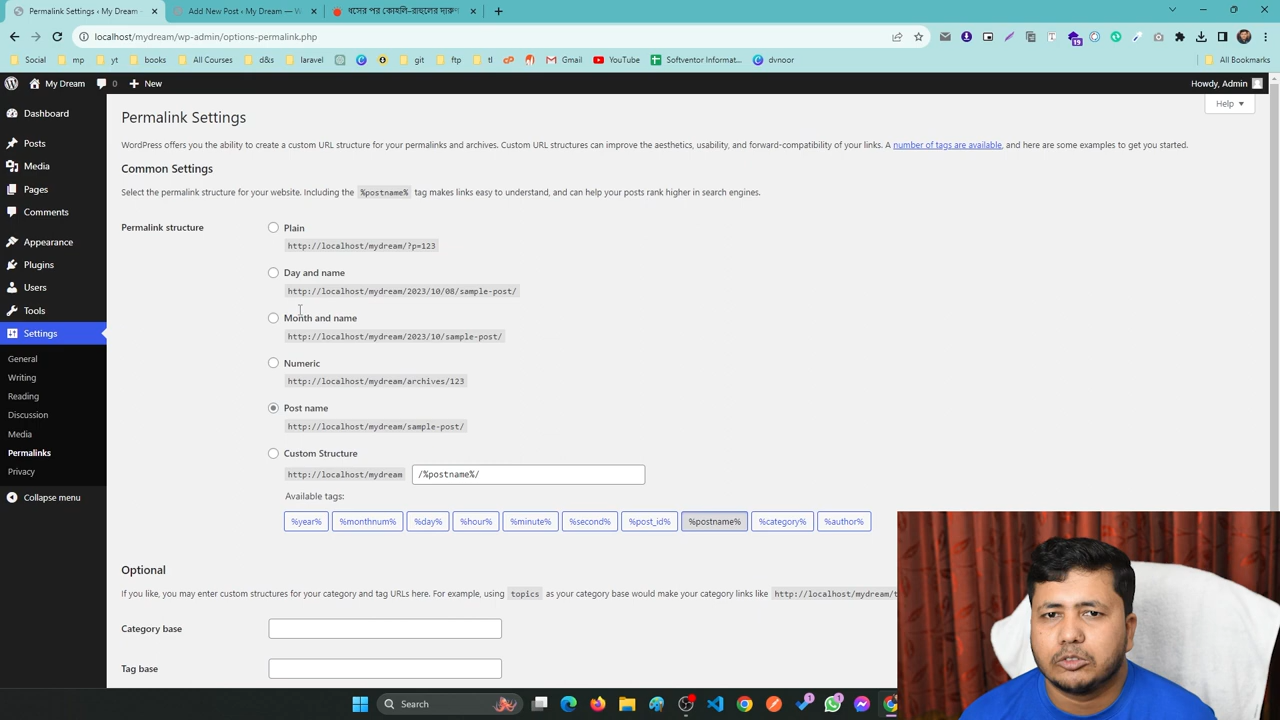 Permalink Settings - My Dream -
Add New Post - My Dream — W
ধসের পর কোহলি-রাহুলের দারুণ
localhost/mydream/wp-admin/options-permalink.php
Social mp yt books All Courses d&s laravel git ftp tl Gmail YouTube Softventor Informat... dvnoor All Bookmarks
My Dream 0 + New Howdy, Admin
Dashboard
Posts
Media
Pages
Comments
Appearance
Plugins
Users
Tools
Settings
General
Writing
Reading
Discussion
Media
Permalinks
Privacy
Collapse menu
Help
Permalink Settings
WordPress offers you the ability to create a custom URL structure for your permalinks and archives. Custom URL structures can improve the aesthetics, usability, and forward-compatibility of your links. A number of tags are available, and here are some examples to get you started.
Common Settings
Select the permalink structure for your website. Including the %postname% tag makes links easy to understand, and can help your posts rank higher in search engines.
Permalink structure
Plain
http://localhost/mydream/?p=123
Day and name
http://localhost/mydream/2023/10/08/sample-post/
Month and name
http://localhost/mydream/2023/10/sample-post/
Numeric
http://localhost/mydream/archives/123
Post name
http://localhost/mydream/sample-post/
Custom Structure
http://localhost/mydream /%postname%/
Available tags:
%year% %monthnum% %day% %hour% %minute% %second% %post_id% %postname% %category% %author%
Optional
If you like, you may enter custom structures for your category and tag URLs here. For example, using topics as your category base would make your category links like http://localhost/mydream/t
Category base
Tag base
Search